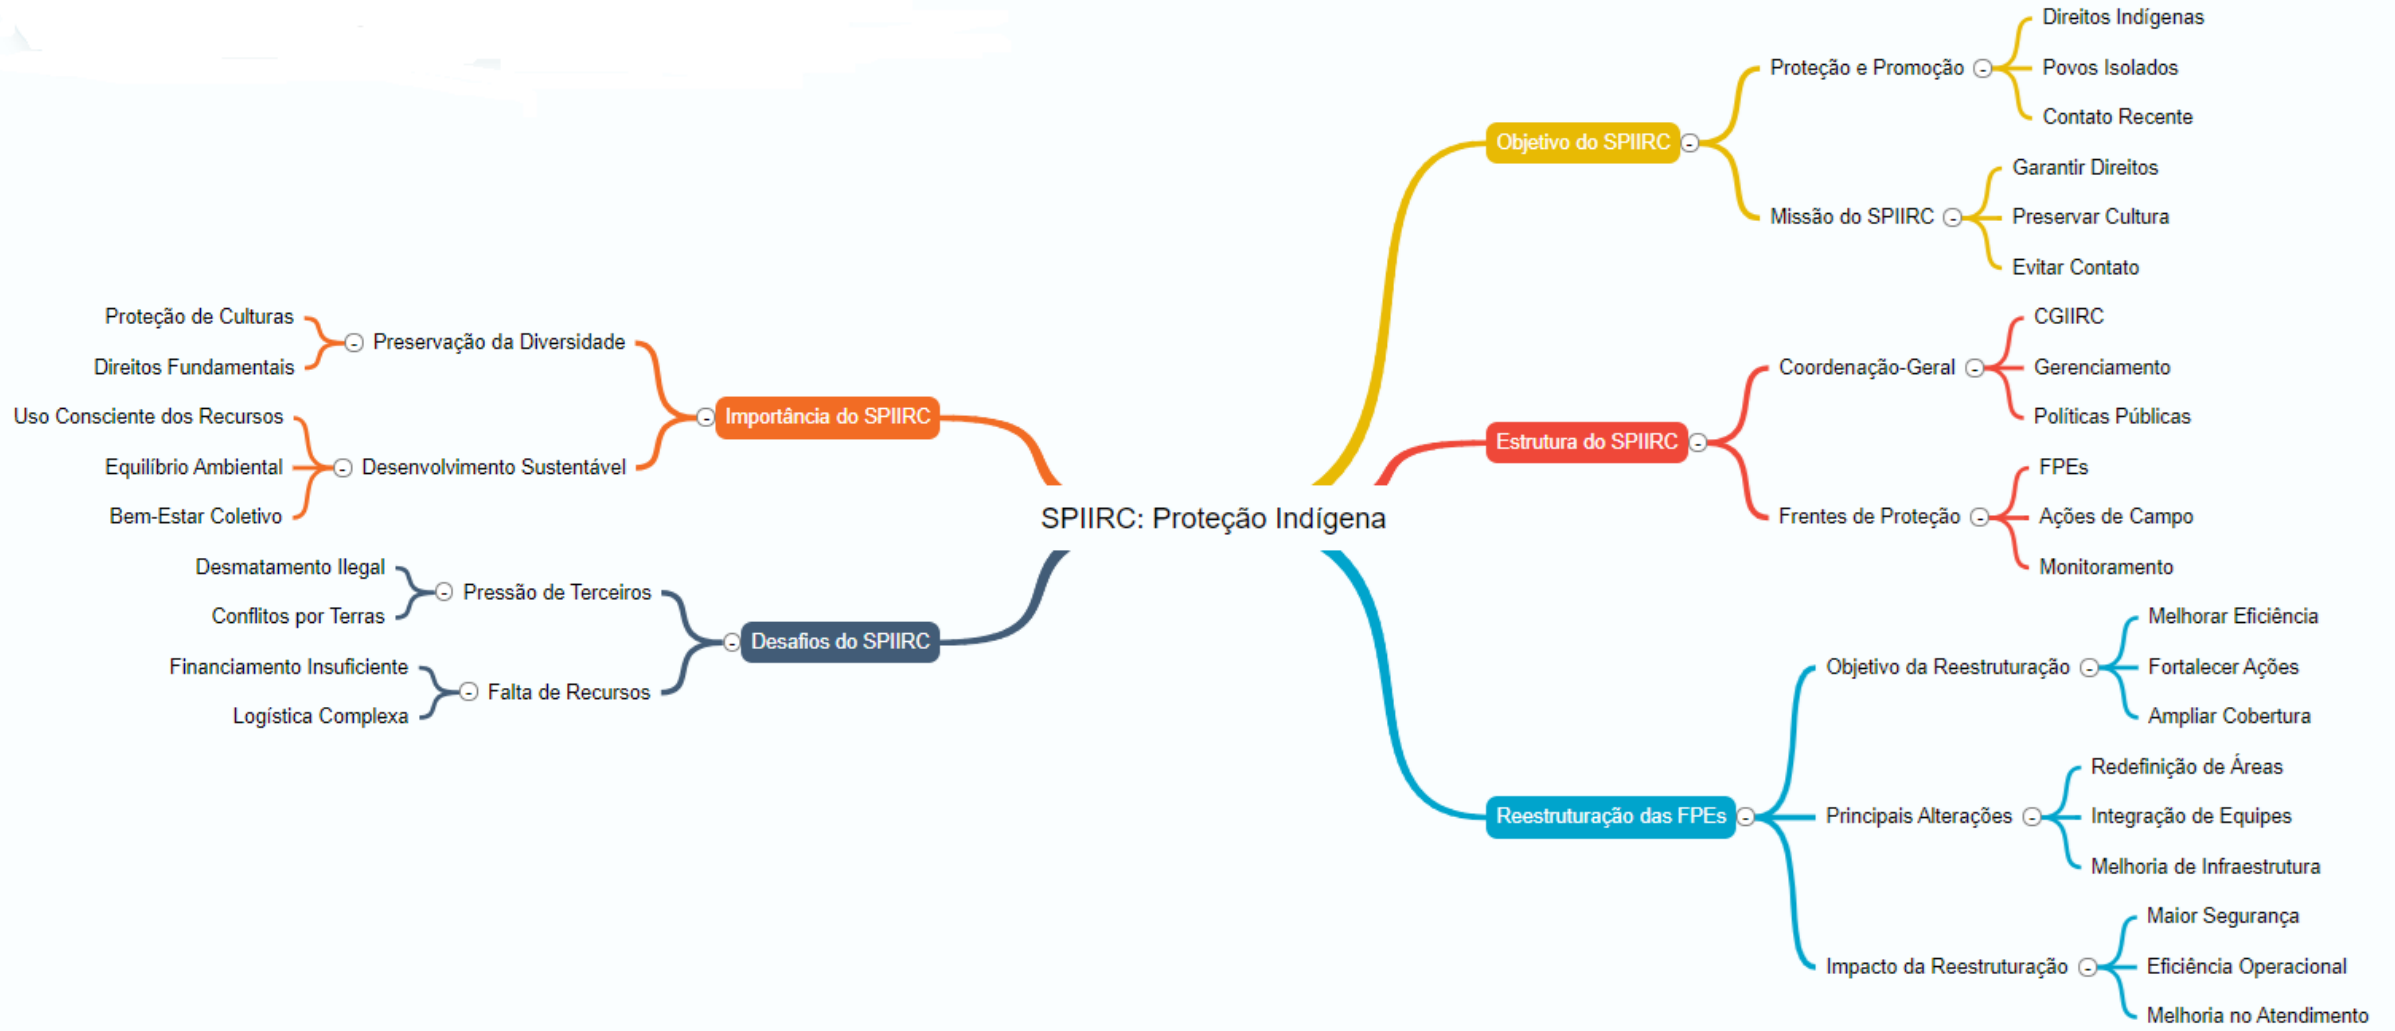 SPIIRC: Proteção Indígena
Objetivo do SPIIRC
Proteção e Promoção
Direitos Indígenas
Povos Isolados
Contato Recente
Missão do SPIIRC
Garantir Direitos
Preservar Cultura
Evitar Contato
Estrutura do SPIIRC
Coordenação-Geral
CGIIRC
Gerenciamento
Políticas Públicas
Frentes de Proteção
FPEs
Ações de Campo
Monitoramento
Reestruturação das FPEs
Objetivo da Reestruturação
Melhorar Eficiência
Fortalecer Ações
Ampliar Cobertura
Principais Alterações
Redefinição de Áreas
Integração de Equipes
Melhoria de Infraestrutura
Impacto da Reestruturação
Maior Segurança
Eficiência Operacional
Melhoria no Atendimento
Importância do SPIIRC
Preservação da Diversidade
Proteção de Culturas
Direitos Fundamentais
Desenvolvimento Sustentável
Uso Consciente dos Recursos
Equilíbrio Ambiental
Bem-Estar Coletivo
Desafios do SPIIRC
Pressão de Terceiros
Desmatamento Ilegal
Conflitos por Terras
Falta de Recursos
Financiamento Insuficiente
Logística Complexa